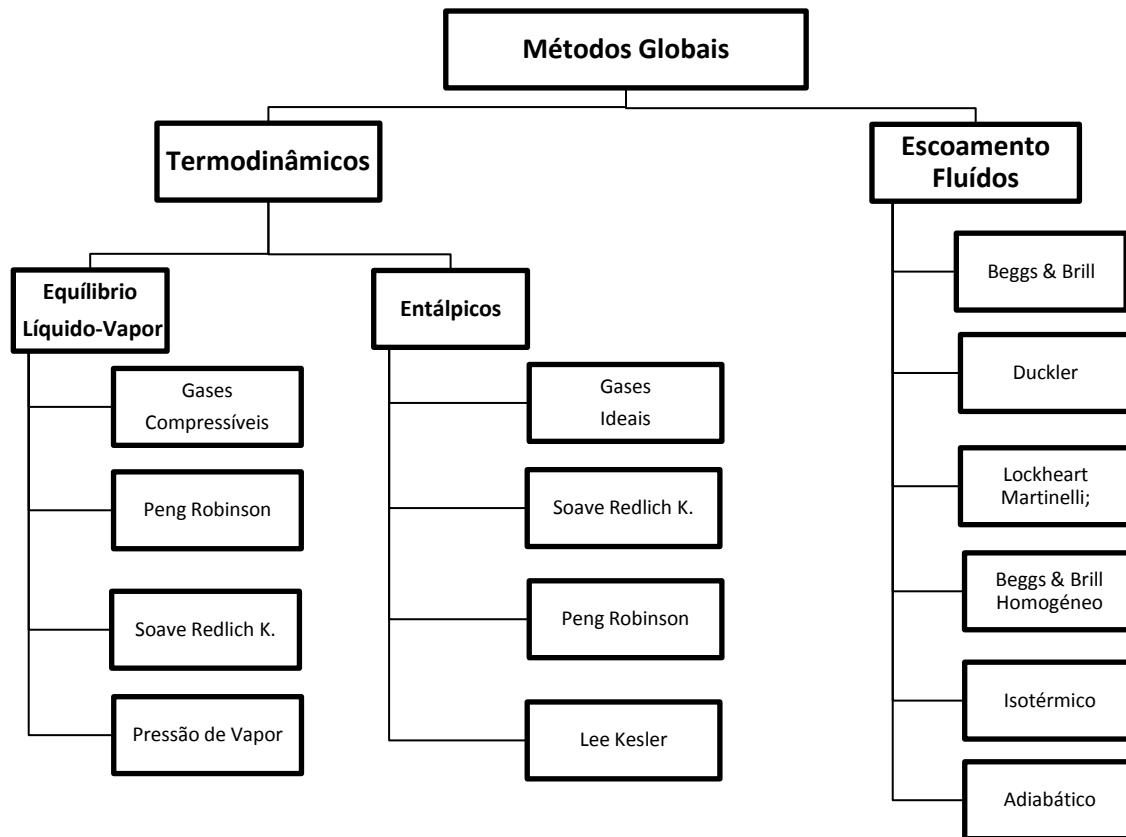 Métodos Globais
Termodinâmicos
Escoamento
Fluídos
Equílibrio
Líquido-Vapor
Entálpicos
Gases
Compressíveis
Peng Robinson
Soave Redlich K.
Pressão de Vapor
Gases
Ideais
Soave Redlich K.
Peng Robinson
Lee Kesler
Beggs & Brill
Duckler
Lockheart
Martinelli;
Beggs & Brill
Homogéneo
Isotérmico
Adiabático